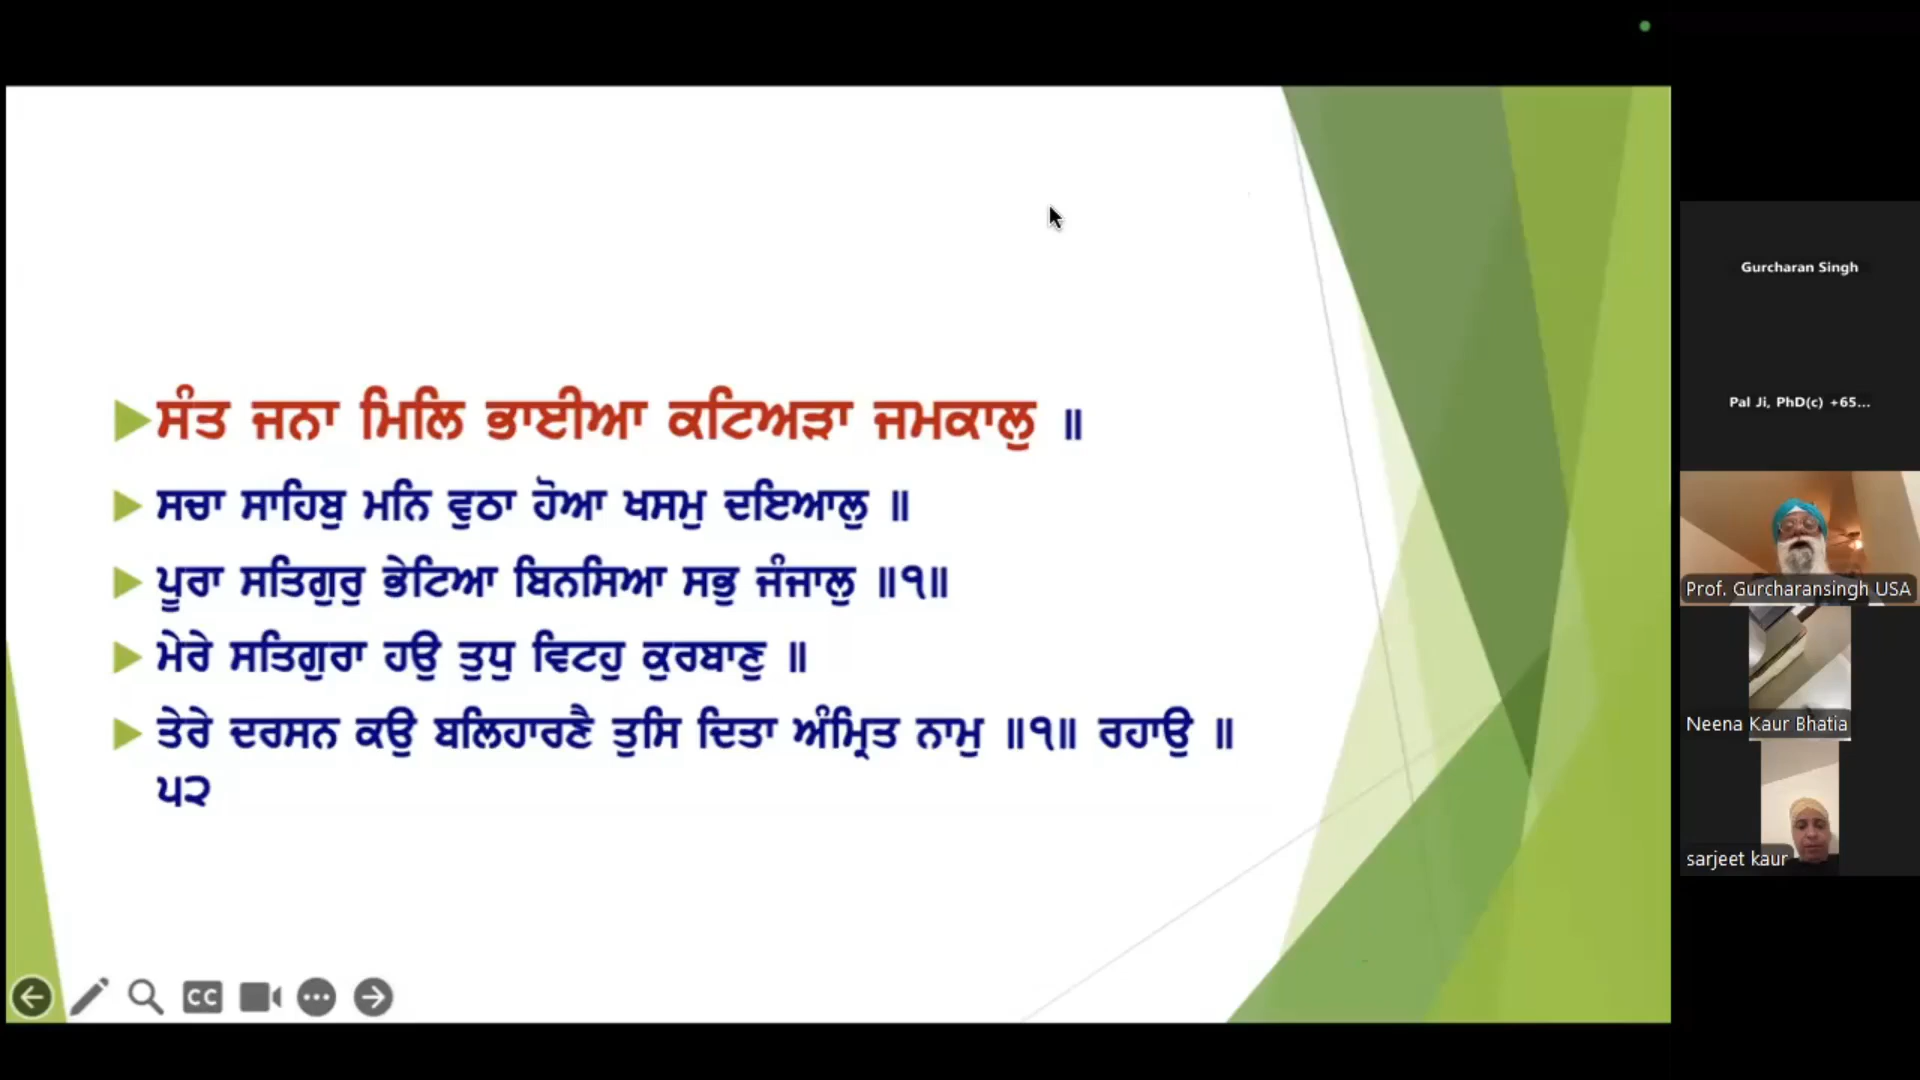 ਸੰਤ ਜਨਾ ਮਿਲਿ ਭਾਈਆ ਕਟਿਅੜਾ ਜਮਕਾਲੁ ॥
ਸਚਾ ਸਾਹਿਬੁ ਮਨਿ ਵੁਠਾ ਹੋਆ ਖਸਮੁ ਦਇਆਲੁ ॥
ਪੂਰਾ ਸਤਿਗੁਰੁ ਭੇਟਿਆ ਬਿਨਸਿਆ ਸਭੁ ਜੰਜਾਲੁ ॥੧॥
ਮੇਰੇ ਸਤਿਗੁਰਾ ਹਉ ਤੁਧੁ ਵਿਟਹੁ ਕੁਰਬਾਣੁ ॥
ਤੇਰੇ ਦਰਸਨ ਕਉ ਬਲਿਹਾਰਣੈ ਤੁਸਿ ਦਿਤਾ ਅੰਮ੍ਰਿਤ ਨਾਮੁ ॥੧॥ ਰਹਾਉ ॥
੫੨
CC
Gurcharan Singh
Pal Ji, PhD(c) +65...
Prof. Gurcharansingh USA
Neena Kaur Bhatia
sarjeet kaur